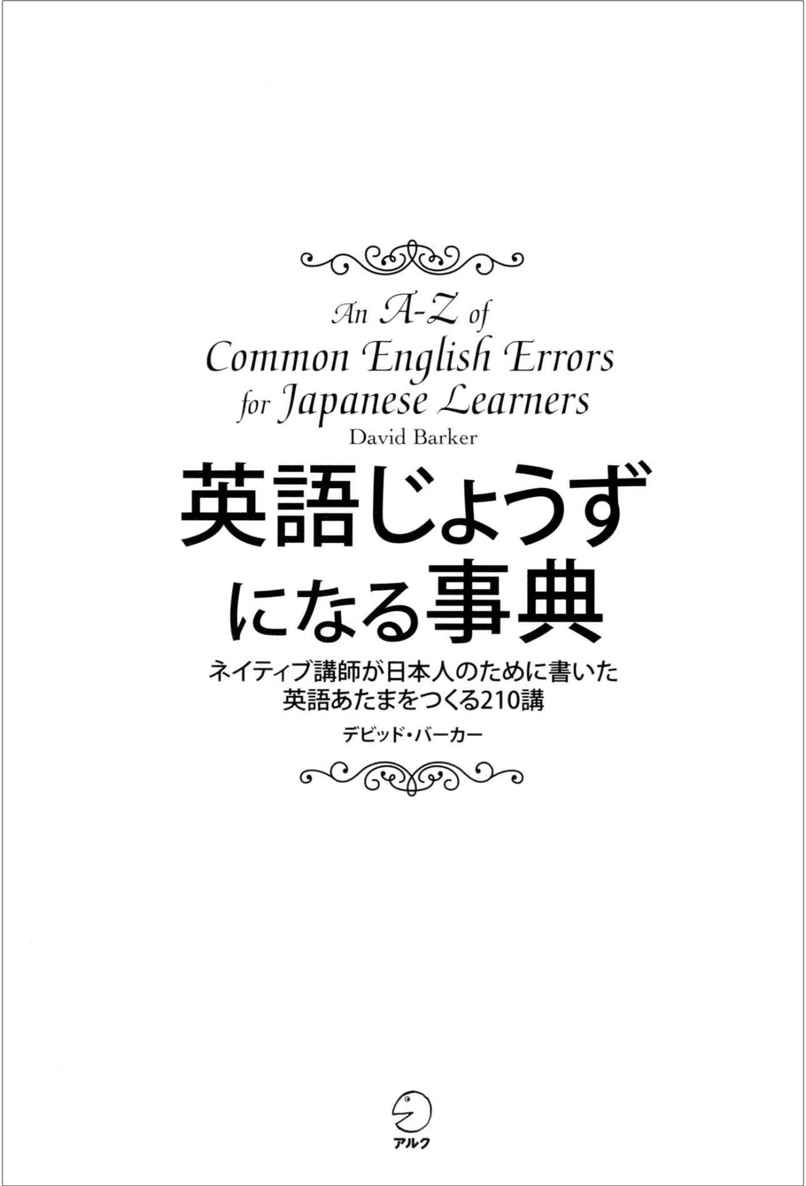 An A-Z of
Common English Errors
for Japanese Learners
David Barker
英語じょうず
になる事典
ネイティブ講師が日本人のために書いた
英語あたまをつくる210講
デビッド・バーカー
アルク